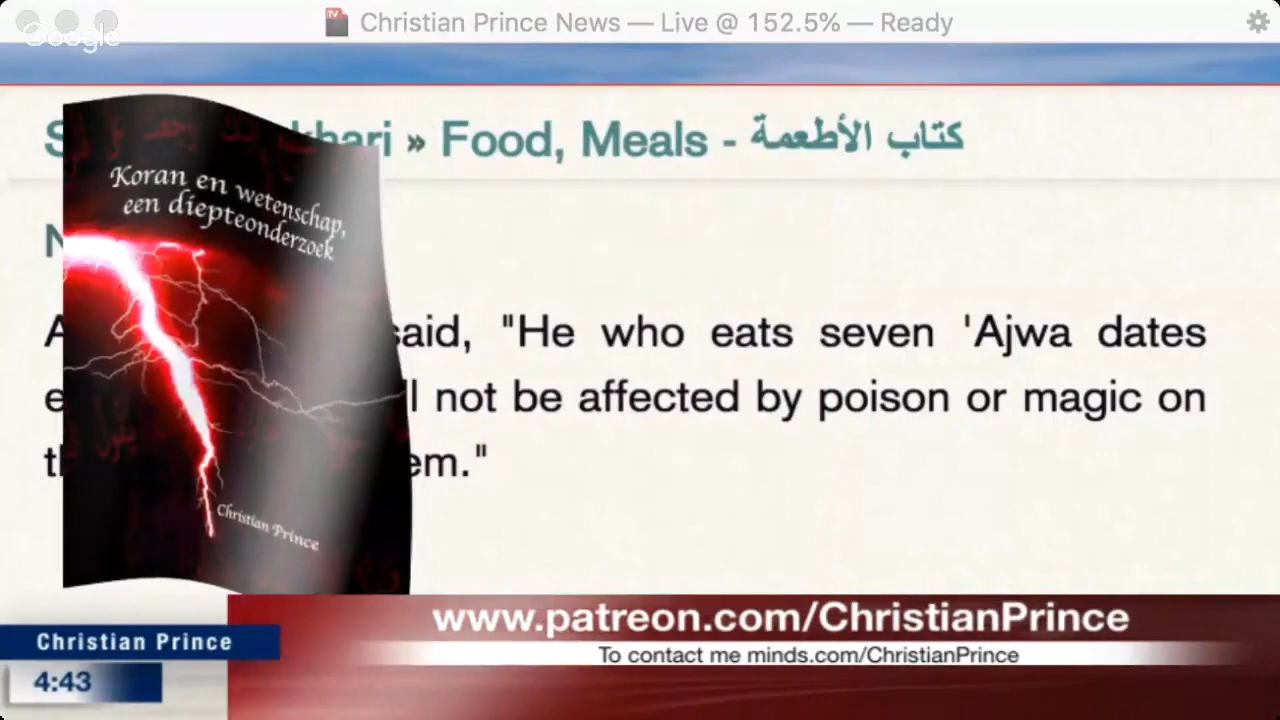 Christian Prince News — Live @ 152.5% — Ready
Google
khari » Food, Meals - كتاب الأطعمة
Koran en wetenschap,
een diepteonderzoek
said, "He who eats seven 'Ajwa dates
not be affected by poison or magic on
Christian Prince
www.patreon.com/ChristianPrince
Christian Prince
To contact me minds.com/ChristianPrince
4:43